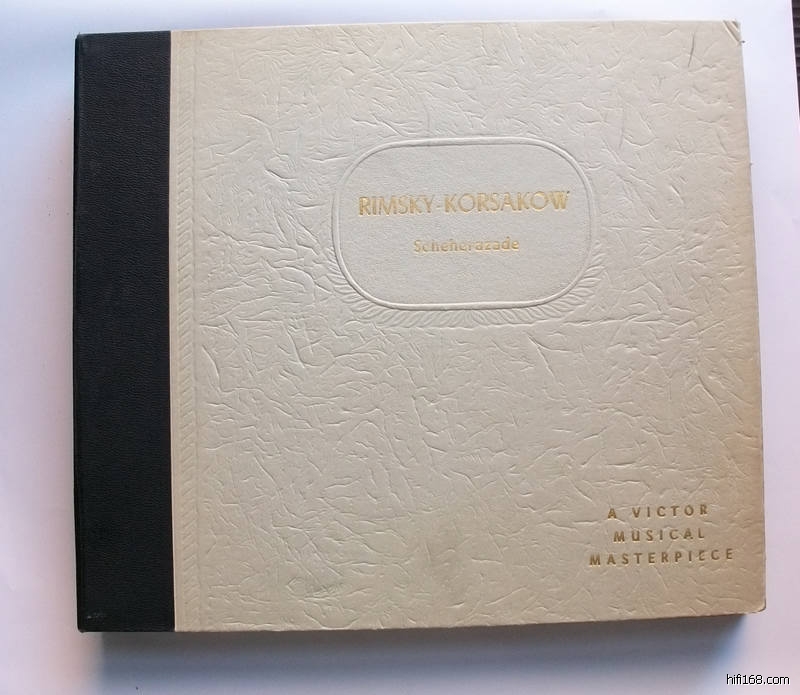 RIMSKY-KORSAKOW
Scheherazade
A VICTOR
MUSICAL
MASTERPIECE
hifi168.com